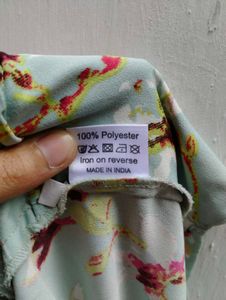 100% Polyester
Iron on reverse
MADE IN INDIA